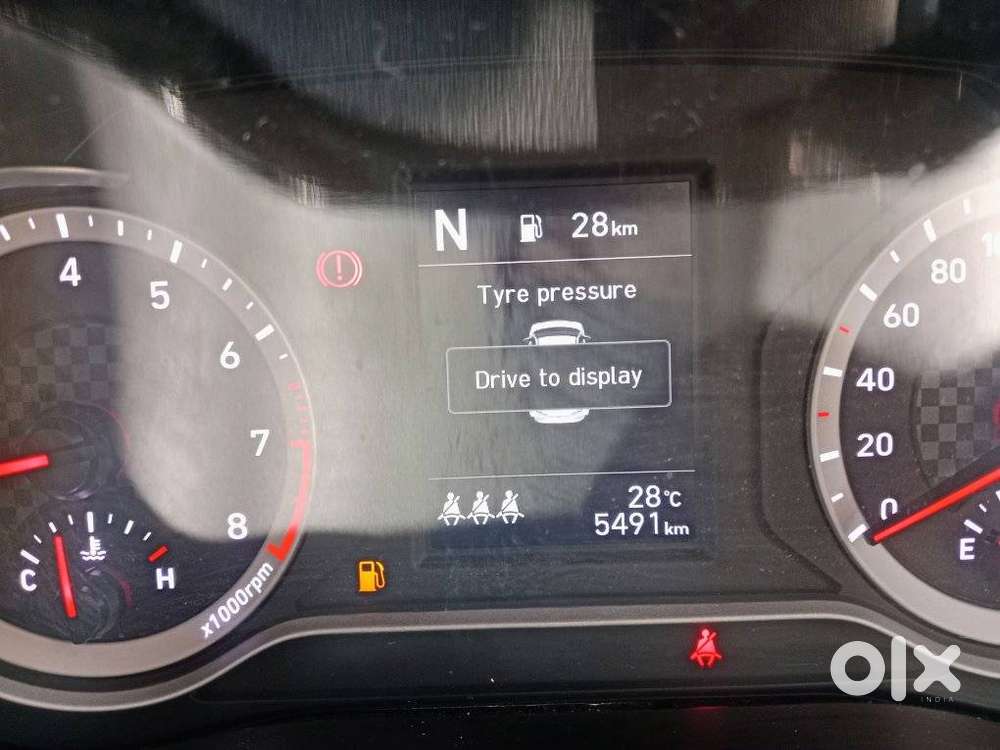 N 28km
Tyre pressure
Drive to display
28°C
5491km
4
5
6
7
8
x1000rpm
C H
80
60
40
20
0
E
olx
INDIA